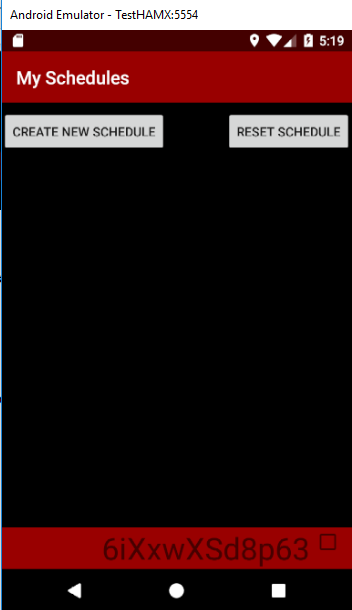 Android Emulator - TestHAMX:5554
5:19
My Schedules
CREATE NEW SCHEDULE
RESET SCHEDULE
6iXxwXSd8p63